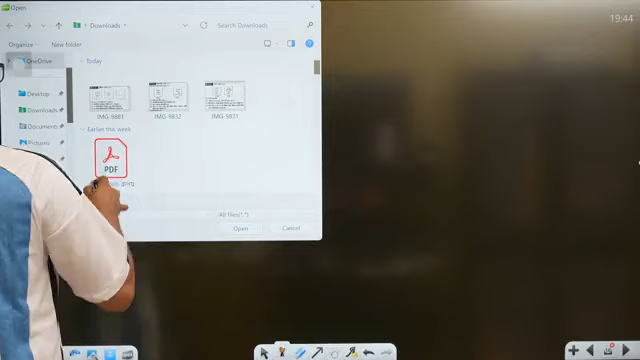 Open
Downloads
Search Downloads
Organize
New folder
OneDrive
Today
Desktop
Downloads
Documents
Pictures
IMG-9881
IMG-9832
IMG-9831
Earlier this week
PDF
All files(*.*)
Open
Cancel
19:44